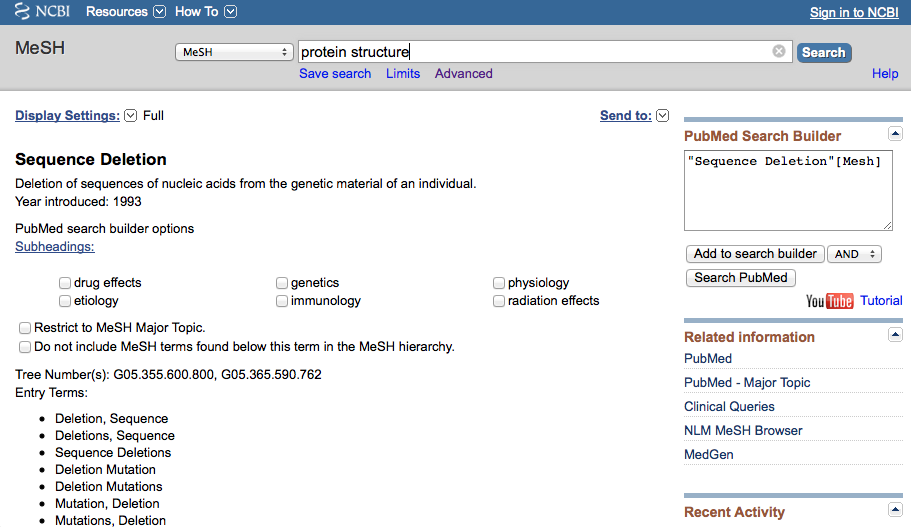 NCBI Resources How To Sign in to NCBI
MeSH MeSH protein structure Search
Save search Limits Advanced Help
Display Settings: Full Send to:
Sequence Deletion
Deletion of sequences of nucleic acids from the genetic material of an individual.
Year introduced: 1993
PubMed search builder options
Subheadings:
drug effects genetics physiology
etiology immunology radiation effects
Restrict to MeSH Major Topic.
Do not include MeSH terms found below this term in the MeSH hierarchy.
Tree Number(s): G05.355.600.800, G05.365.590.762
Entry Terms:
Deletion, Sequence
Deletions, Sequence
Sequence Deletions
Deletion Mutation
Deletion Mutations
Mutation, Deletion
Mutations, Deletion
PubMed Search Builder
"Sequence Deletion"[Mesh]
Add to search builder AND
Search PubMed
YouTube Tutorial
Related information
PubMed
PubMed - Major Topic
Clinical Queries
NLM MeSH Browser
MedGen
Recent Activity